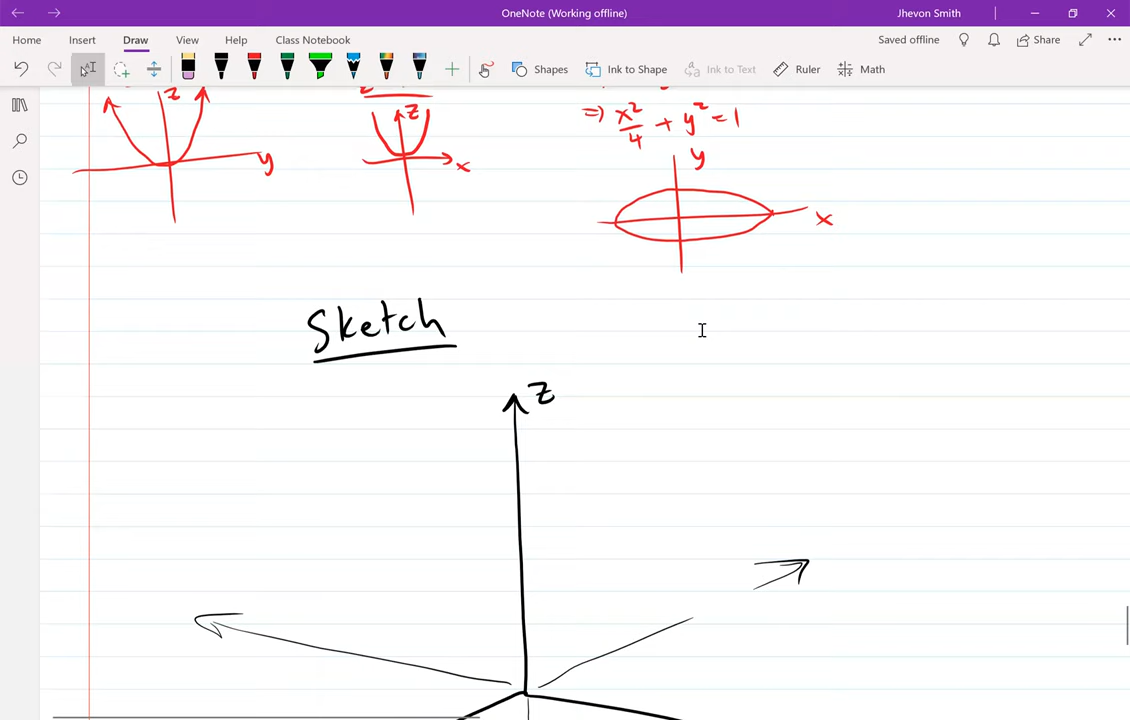 OneNote (Working offline)
Jhevon Smith
Home Insert Draw View Help Class Notebook
Saved offline Share
Shapes Ink to Shape Ink to Text Ruler Math
z
y
z
x
=) x²/4 + y² = 1
y
x
Sketch
z